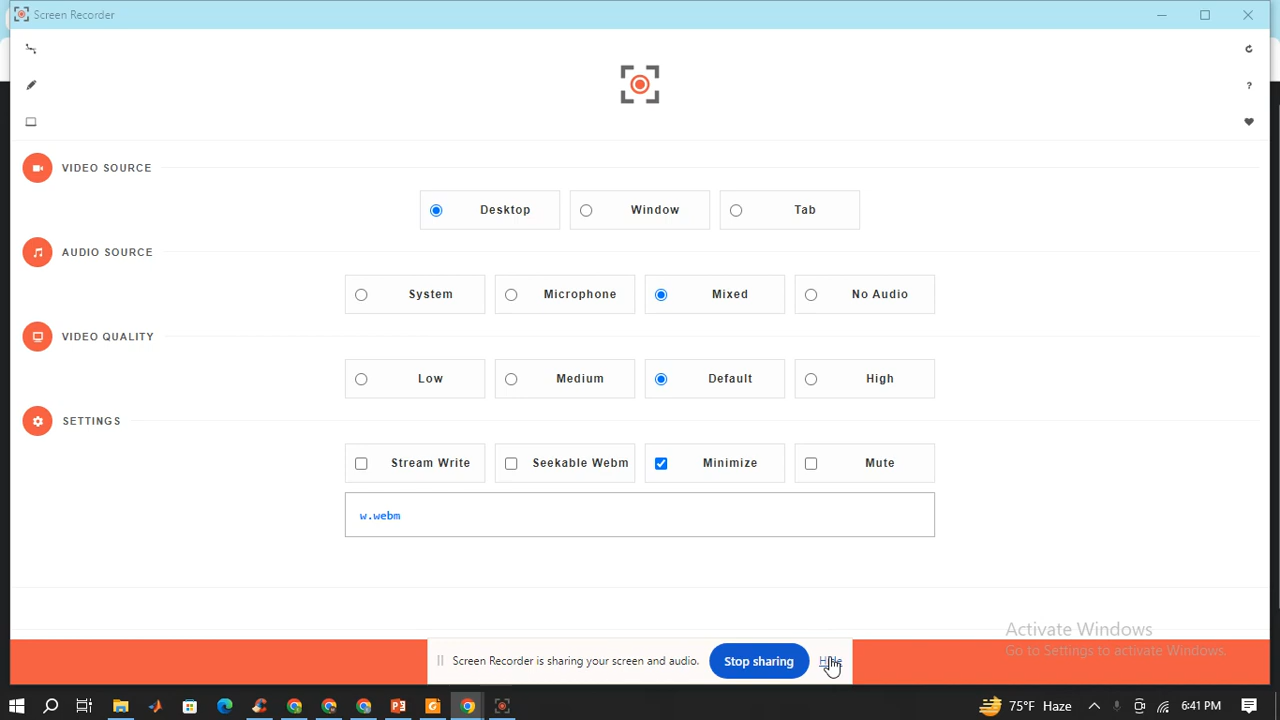 Screen Recorder
?
VIDEO SOURCE
Desktop Window Tab
AUDIO SOURCE
System Microphone Mixed No Audio
VIDEO QUALITY
Low Medium Default High
SETTINGS
Stream Write Seekable Webm Minimize Mute
w.webm
Activate Windows
Go to Settings to activate Windows.
Screen Recorder is sharing your screen and audio. Stop sharing Hide
75°F Haze 6:41 PM